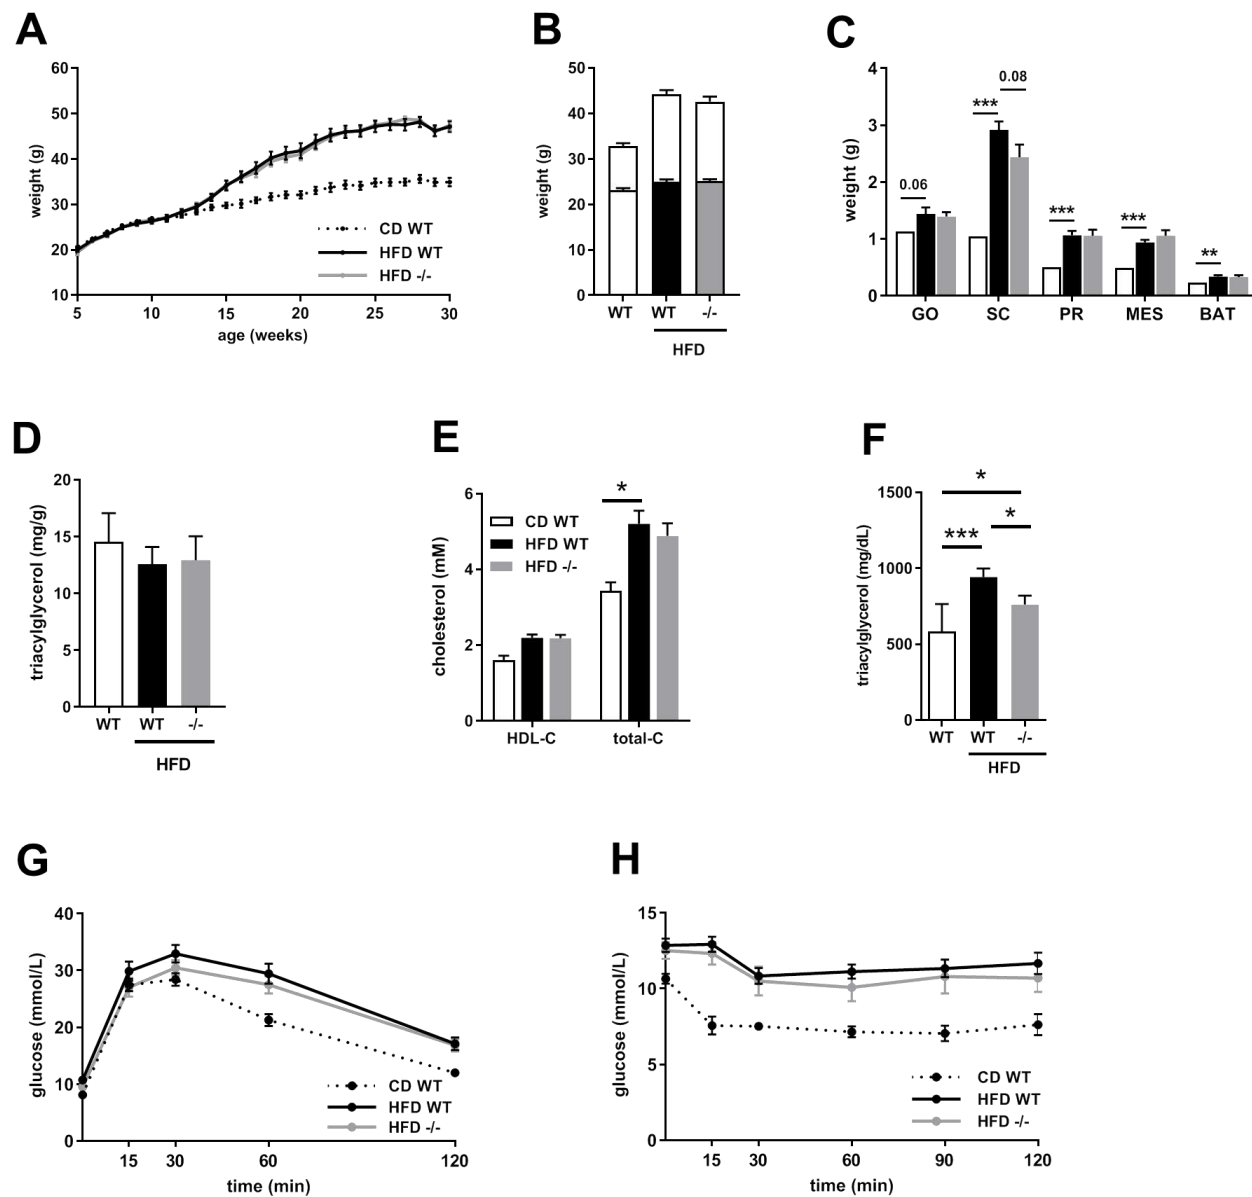 A
weight (g)
60
50
40
30
20
10
5
10
15
20
25
30
age (weeks)
CD WT
HFD WT
HFD -/-
B
weight (g)
50
40
30
20
10
0
WT
WT
-/-
HFD
C
weight (g)
4
3
2
1
0
0.06
***
0.08
***
***
**
GO
SC
PR
MES
BAT
D
triacylglycerol (mg/g)
20
15
10
5
0
WT
WT
-/-
HFD
E
cholesterol (mM)
6
4
2
0
CD WT
HFD WT
HFD -/-
*
HDL-C
total-C
F
triacylglycerol (mg/dL)
1500
1000
500
0
*
*
***
WT
WT
-/-
HFD
G
glucose (mmol/L)
40
30
20
10
0
15
30
60
120
time (min)
CD WT
HFD WT
HFD -/-
H
glucose (mmol/L)
15
10
5
0
15
30
60
90
120
time (min)
CD WT
HFD WT
HFD -/-